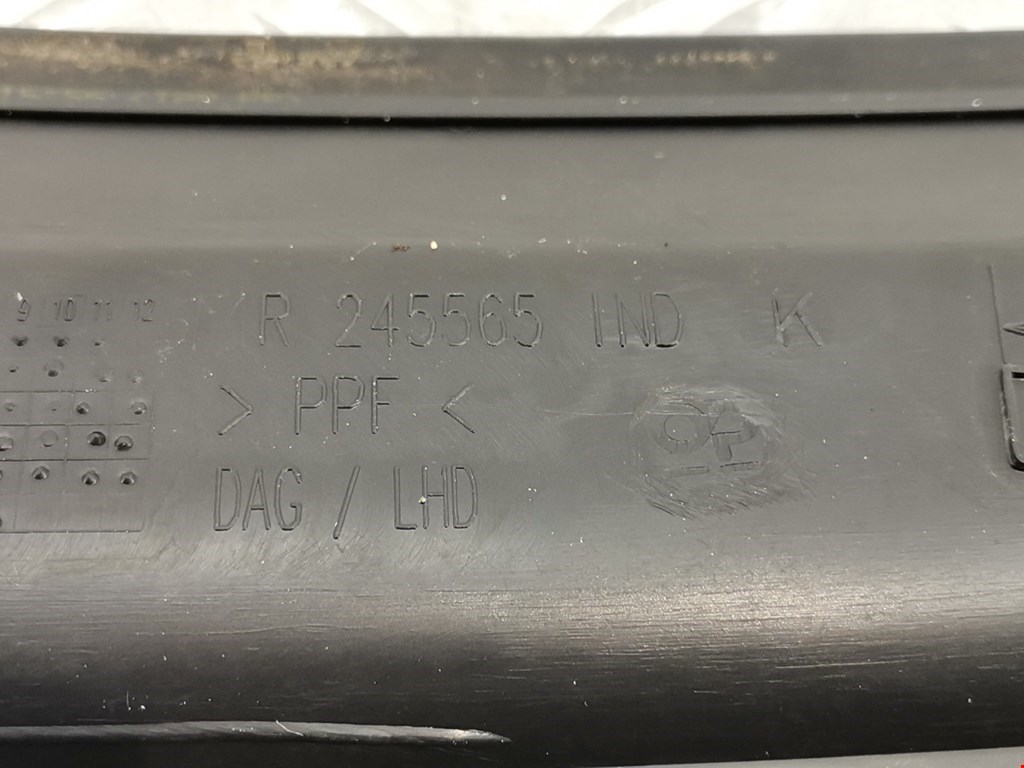 9 10 11 12
R 245565 IND K
> PPF <
DAG / LHD